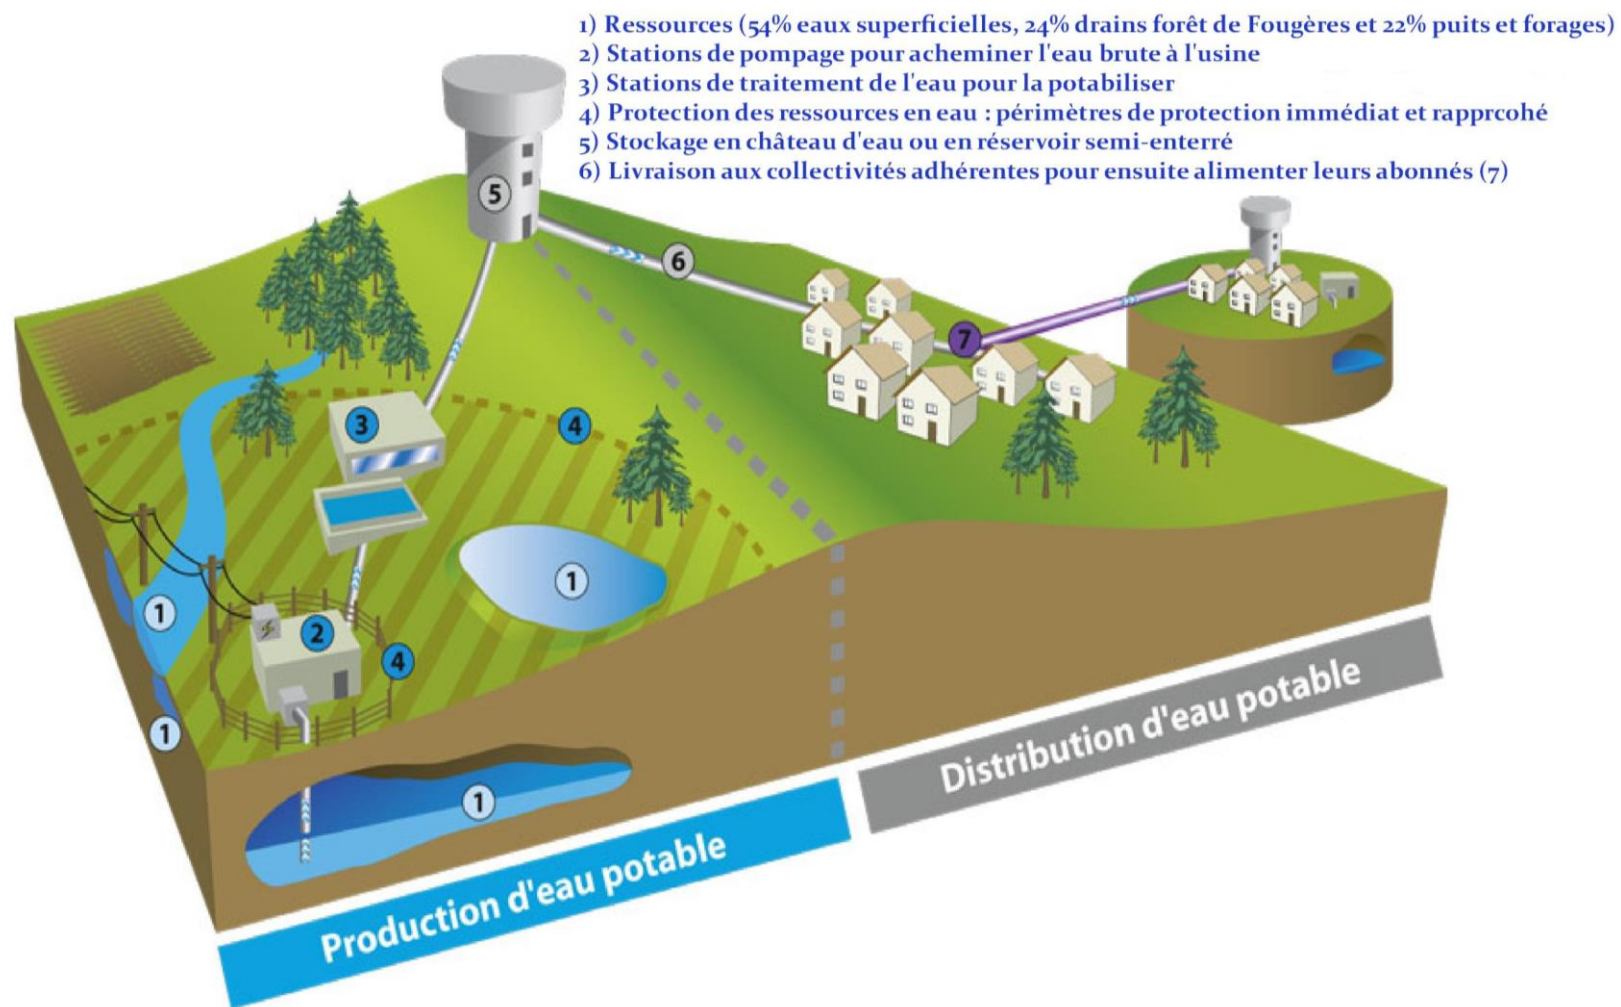 1) Ressources (54% eaux superficielles, 24% drains forêt de Fougères et 22% puits et forages)
2) Stations de pompage pour acheminer l'eau brute à l'usine
3) Stations de traitement de l'eau pour la potabiliser
4) Protection des ressources en eau : périmètres de protection immédiat et rapprcohé
5) Stockage en château d'eau ou en réservoir semi-enterré
6) Livraison aux collectivités adhérentes pour ensuite alimenter leurs abonnés (7)
5
6
7
3
4
1
1
2
4
1
1
Production d'eau potable
Distribution d'eau potable